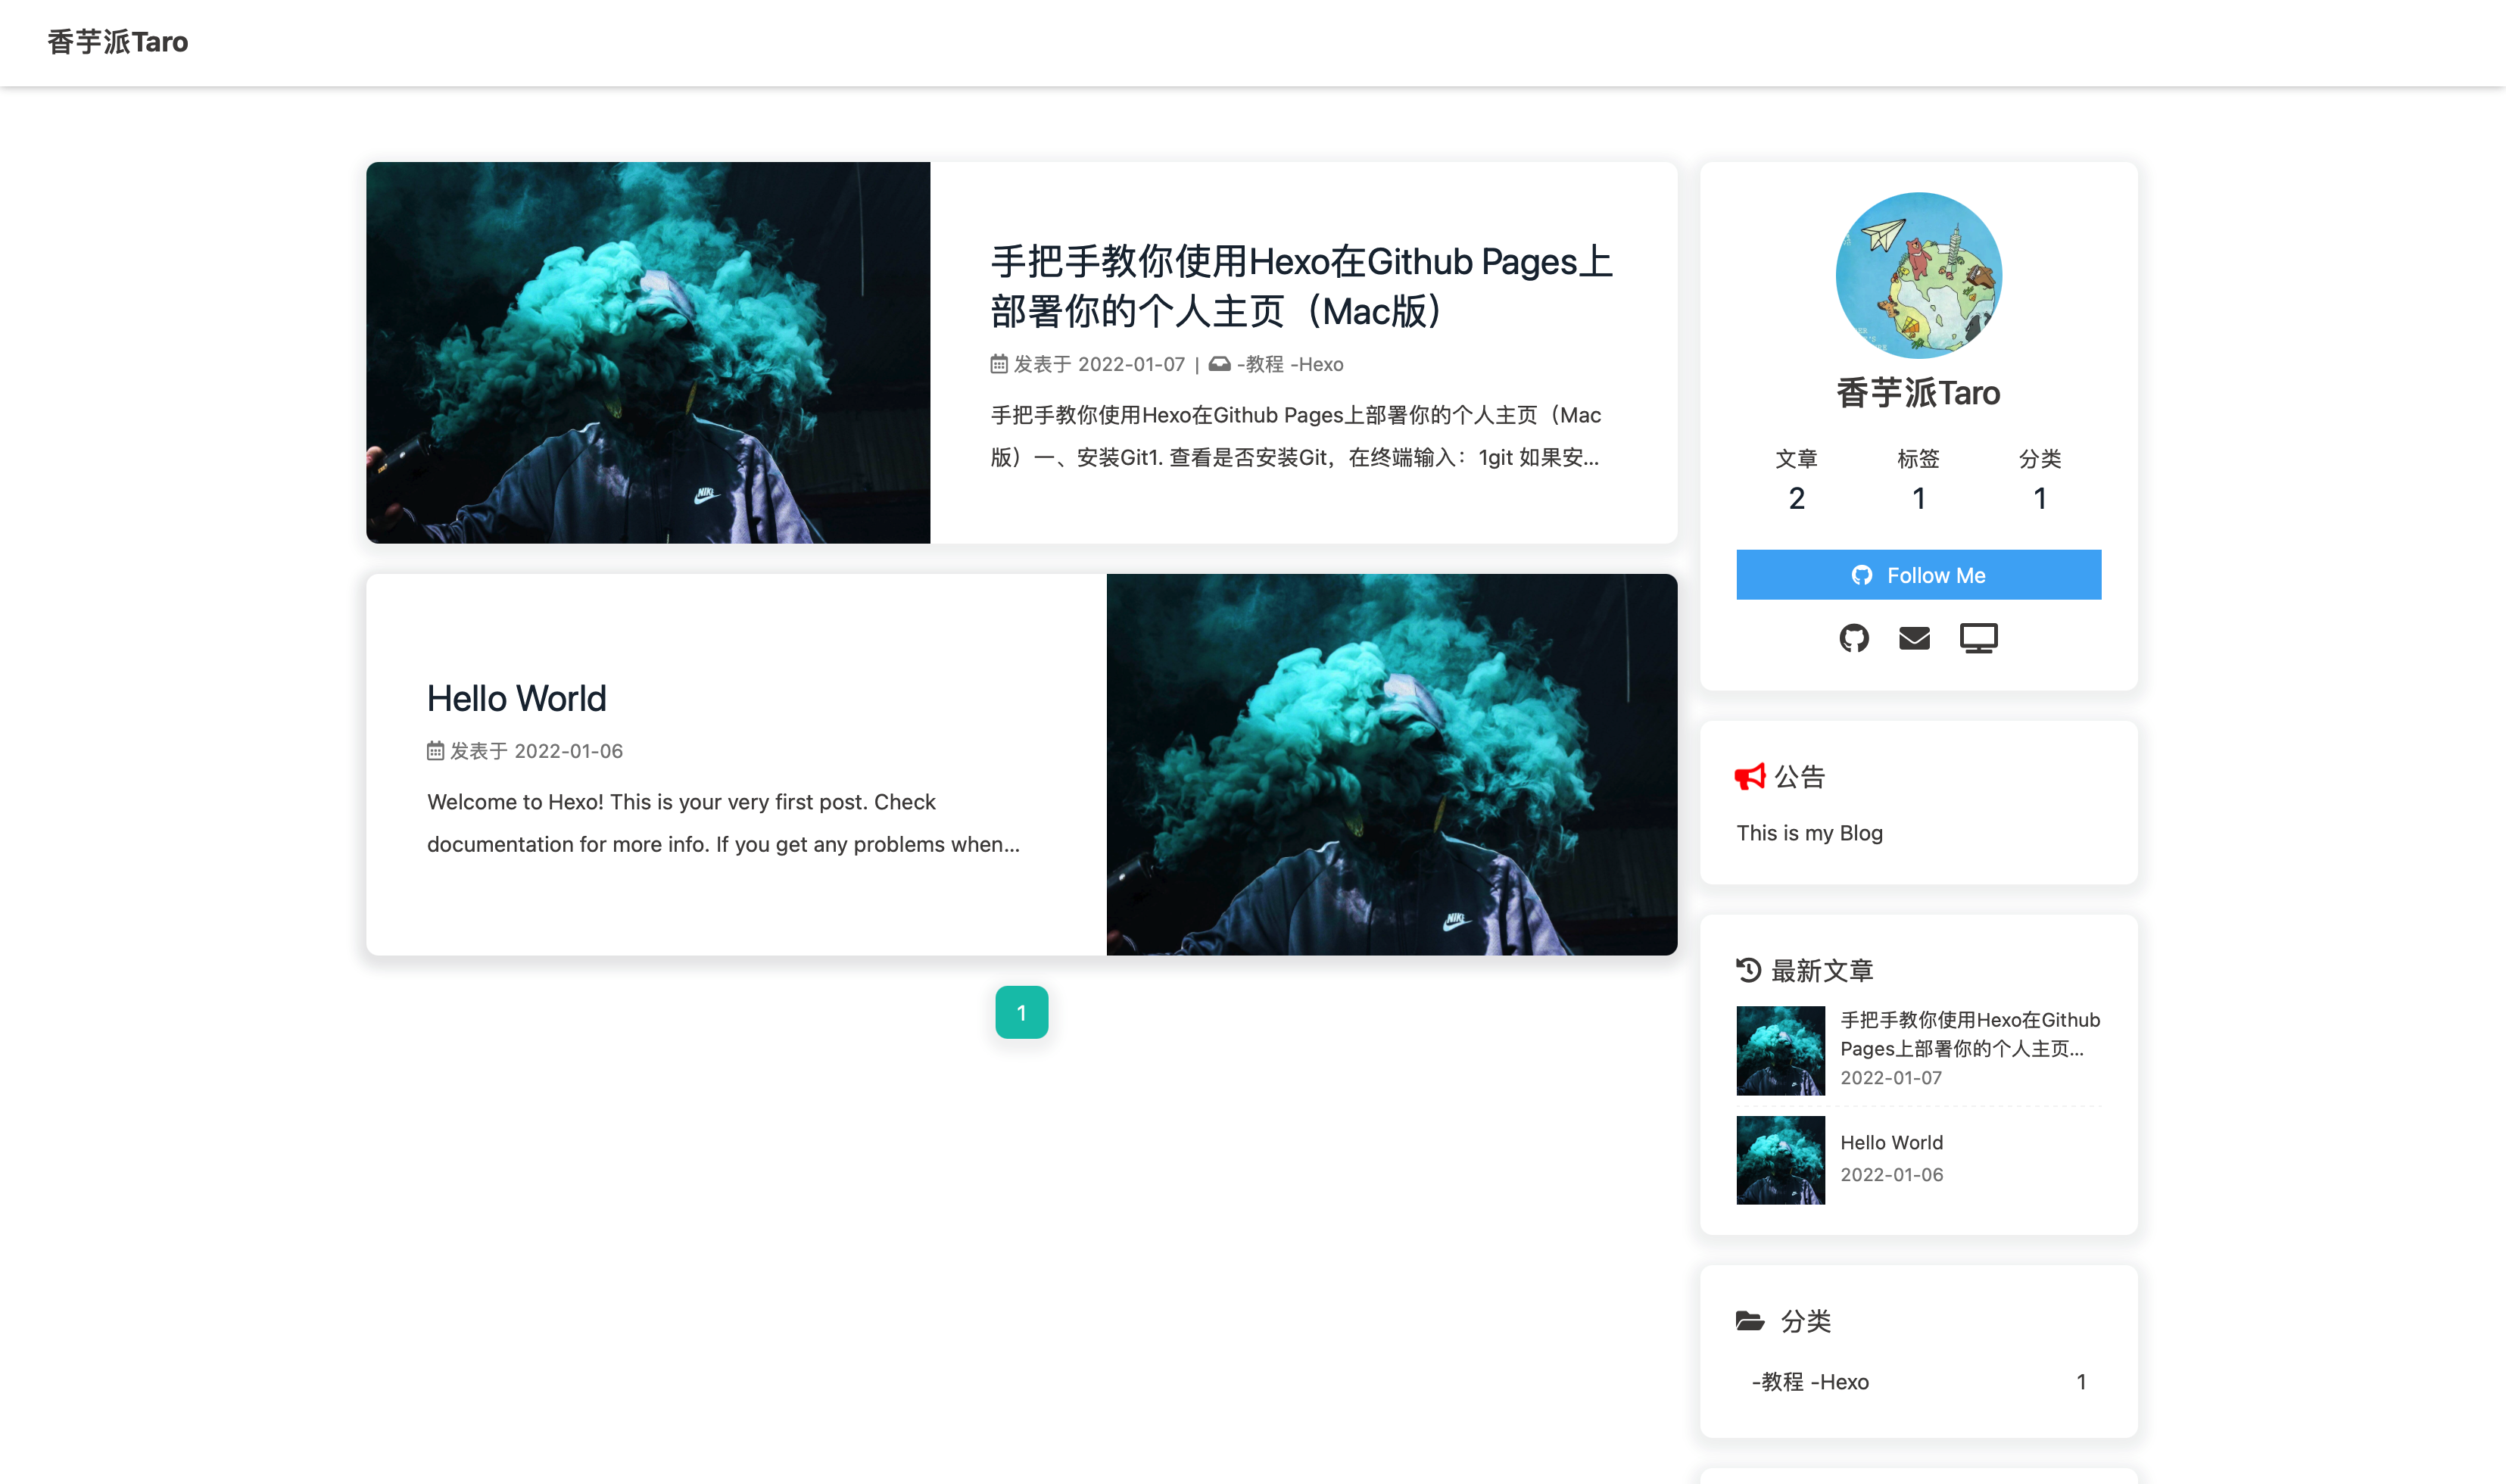 香芋派Taro
手把手教你使用Hexo在Github Pages上
部署你的个人主页（Mac版）
发表于 2022-01-07 | -教程 -Hexo
手把手教你使用Hexo在Github Pages上部署你的个人主页（Mac
版）一、安装Git1. 查看是否安装Git，在终端输入：1git 如果安...
NIKE
Hello World
发表于 2022-01-06
Welcome to Hexo! This is your very first post. Check
documentation for more info. If you get any problems when...
NIKE
1
香芋派Taro
文章 标签 分类
2 1 1
Follow Me
公告
This is my Blog
最新文章
手把手教你使用Hexo在Github
Pages上部署你的个人主页...
2022-01-07
Hello World
2022-01-06
分类
-教程 -Hexo 1